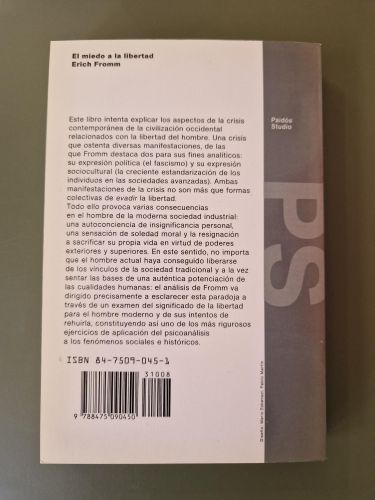 El miedo a la libertad
Erich Fromm
Paidós
Studio
Este libro intenta explicar los aspectos de la crisis
contemporánea de la civilización occidental
relacionados con la libertad del hombre. Una crisis
que ostenta diversas manifestaciones, de las
que Fromm destaca dos para sus fines analíticos:
su expresión política (el fascismo) y su expresión
sociocultural (la creciente estandarización de los
individuos en las sociedades avanzadas). Ambas
manifestaciones de la crisis no son más que formas
colectivas de evadir la libertad.
Todo ello provoca varias consecuencias
en el hombre de la moderna sociedad industrial:
una autoconciencia de insignificancia personal,
una sensación de soledad moral y la resignación
a sacrificar su propia vida en virtud de poderes
exteriores y superiores. En este sentido, no importa
que el hombre actual haya conseguido liberarse
de los vínculos de la sociedad tradicional y a la vez
sentar las bases de una auténtica potenciación de
las cualidades humanas: el análisis de Fromm va
dirigido precisamente a esclarecer esta paradoja a
través de un examen del significado de la libertad
para el hombre moderno y de sus intentos de
rehuirla, constituyendo así uno de los más rigurosos
ejercicios de aplicación del psicoanálisis
a los fenómenos sociales e históricos.
PS
ISBN 84-7509-045-1
31008
9 788475 090450
Diseño: Mario Eskenazi, Pablo Martín